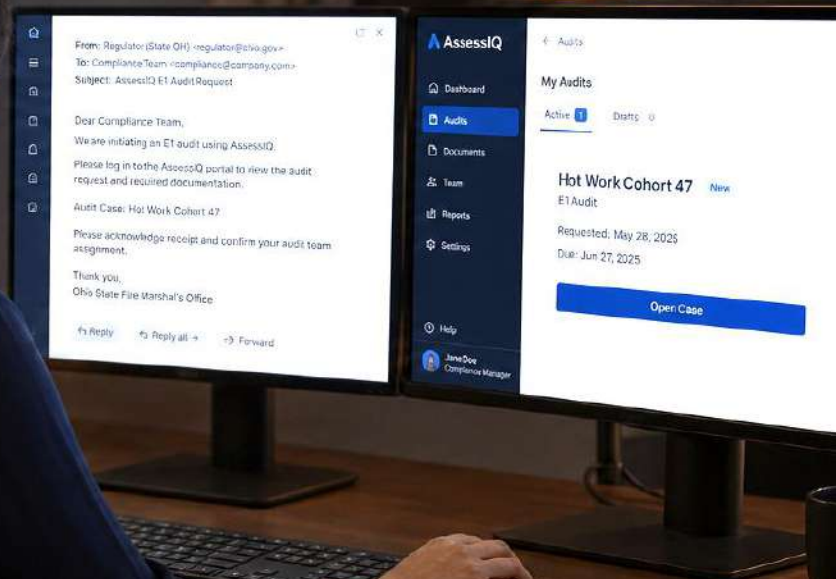 From: Regulator (State OH) <regulator@ohio.gov>
To: Compliance Team <compliance@company.com>
Subject: AssessIQ E1 Audit Request
Dear Compliance Team,
We are initiating an E1 audit using AssessIQ.
Please log in to the AssessIQ portal to view the audit
request and required documentation.
Audit Case: Hot Work Cohort 47
Please acknowledge receipt and confirm your audit team
assignment.
Thank you,
Ohio State Fire Marshal's Office
Reply
Reply all
Forward
AssessIQ
Dashboard
Audits
Documents
Team
Reports
Settings
Help
Jane Doe
Compliance Manager
Audits
My Audits
Active 1
Drafts 0
Hot Work Cohort 47 New
E1 Audit
Requested: May 28, 2025
Due: Jun 27, 2025
Open Case